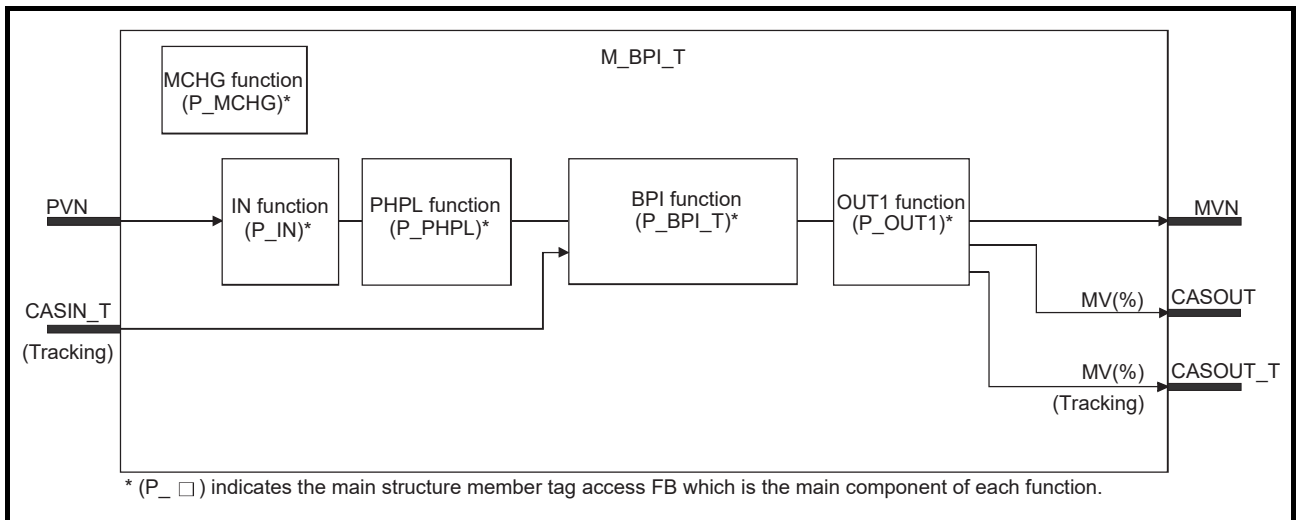 M_BPI_T
MCHG function
(P_MCHG)*
PVN
IN function
(P_IN)*
PHPL function
(P_PHPL)*
BPI function
(P_BPI_T)*
OUT1 function
(P_OUT1)*
MVN
CASIN_T
(Tracking)
MV(%)
CASOUT
MV(%)
(Tracking)
CASOUT_T
* (P_ □ ) indicates the main structure member tag access FB which is the main component of each function.